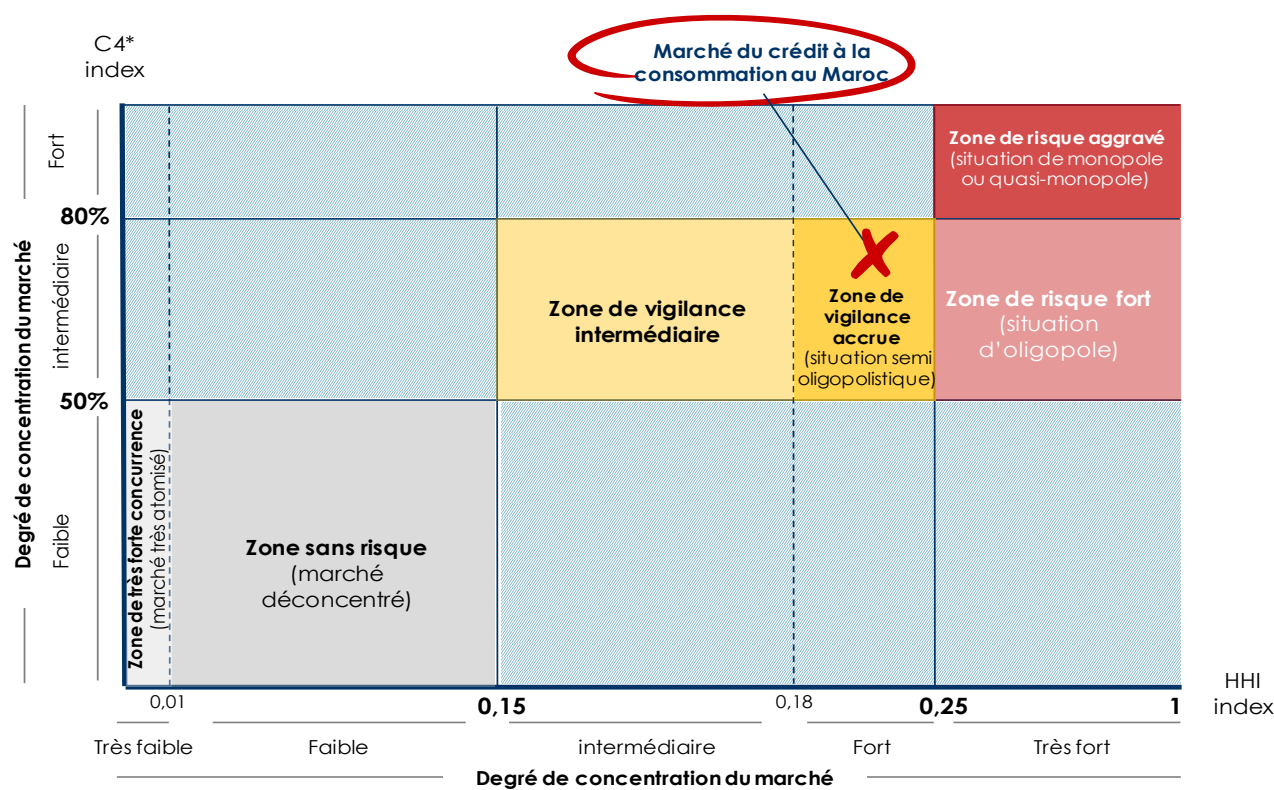 C4*
index
Marché du crédit à la
consommation au Maroc
Fort
80%
intermédiaire
50%
Faible
Degré de concentration du marché
Zone de risque aggravé
(situation de monopole
ou quasi-monopole)
Zone de vigilance
intermédiaire
Zone de
vigilance
accrue
(situation semi
oligopolistique)
Zone de risque fort
(situation
d’oligopole)
Zone de très forte concurrence
(marché très atomisé)
Zone sans risque
(marché
déconcentré)
0,01
0,15
0,18
0,25
1
HHI
index
Très faible
Faible
intermédiaire
Fort
Très fort
Degré de concentration du marché